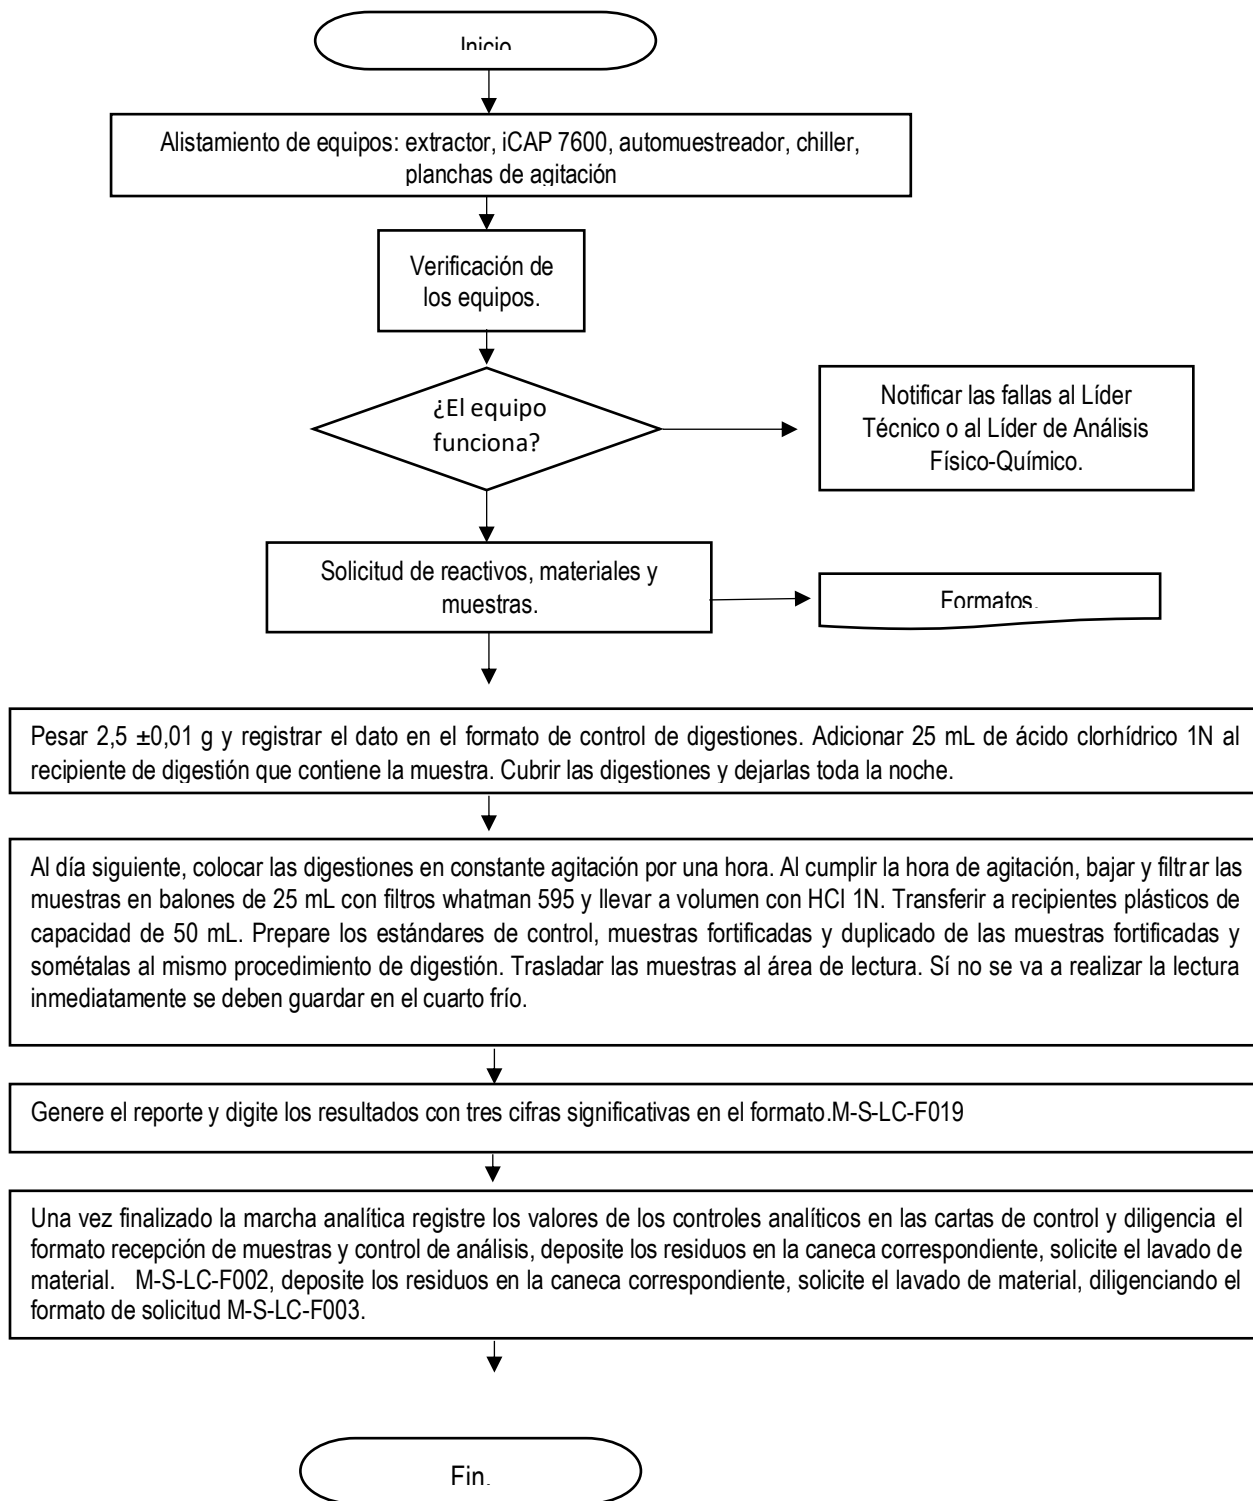 Inicio
Alistamiento de equipos: extractor, iCAP 7600, automuestreador, chiller,
planchas de agitación
Verificación de
los equipos.
¿El equipo
funciona?
Notificar las fallas al Líder
Técnico o al Líder de Análisis
Físico-Químico.
Solicitud de reactivos, materiales y
muestras.
Formatos.
Pesar 2,5 ±0,01 g y registrar el dato en el formato de control de digestiones. Adicionar 25 mL de ácido clorhídrico 1N al
recipiente de digestión que contiene la muestra. Cubrir las digestiones y dejarlas toda la noche.
Al día siguiente, colocar las digestiones en constante agitación por una hora. Al cumplir la hora de agitación, bajar y filtrar las
muestras en balones de 25 mL con filtros whatman 595 y llevar a volumen con HCl 1N. Transferir a recipientes plásticos de
capacidad de 50 mL. Prepare los estándares de control, muestras fortificadas y duplicado de las muestras fortificadas y
sométalas al mismo procedimiento de digestión. Trasladar las muestras al área de lectura. Sí no se va a realizar la lectura
inmediatamente se deben guardar en el cuarto frío.
Genere el reporte y digite los resultados con tres cifras significativas en el formato.M-S-LC-F019
Una vez finalizado la marcha analítica registre los valores de los controles analíticos en las cartas de control y diligencia el
formato recepción de muestras y control de análisis, deposite los residuos en la caneca correspondiente, solicite el lavado de
material. M-S-LC-F002, deposite los residuos en la caneca correspondiente, solicite el lavado de material, diligenciando el
formato de solicitud M-S-LC-F003.
Fin.